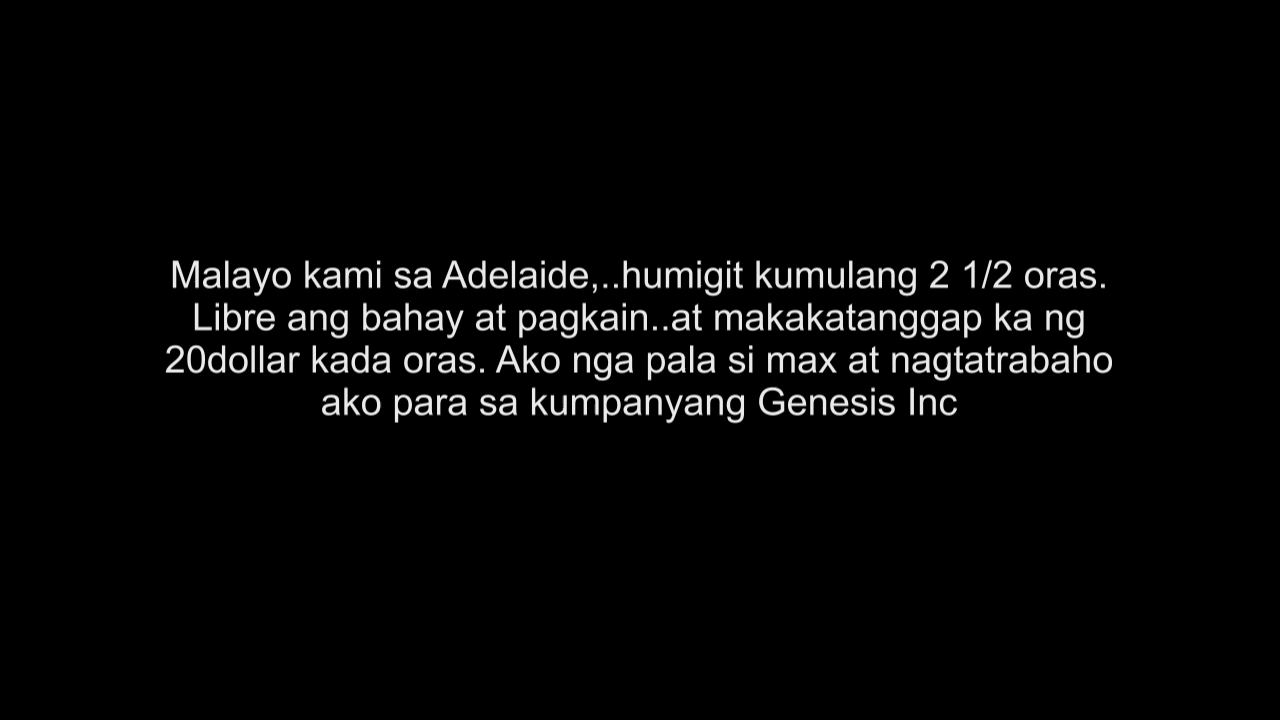 Malayo kami sa Adelaide,..humigit kumulang 2 1/2 oras.
Libre ang bahay at pagkain..at makakatanggap ka ng
20dollar kada oras. Ako nga pala si max at nagtatrabaho
ako para sa kumpanyang Genesis Inc